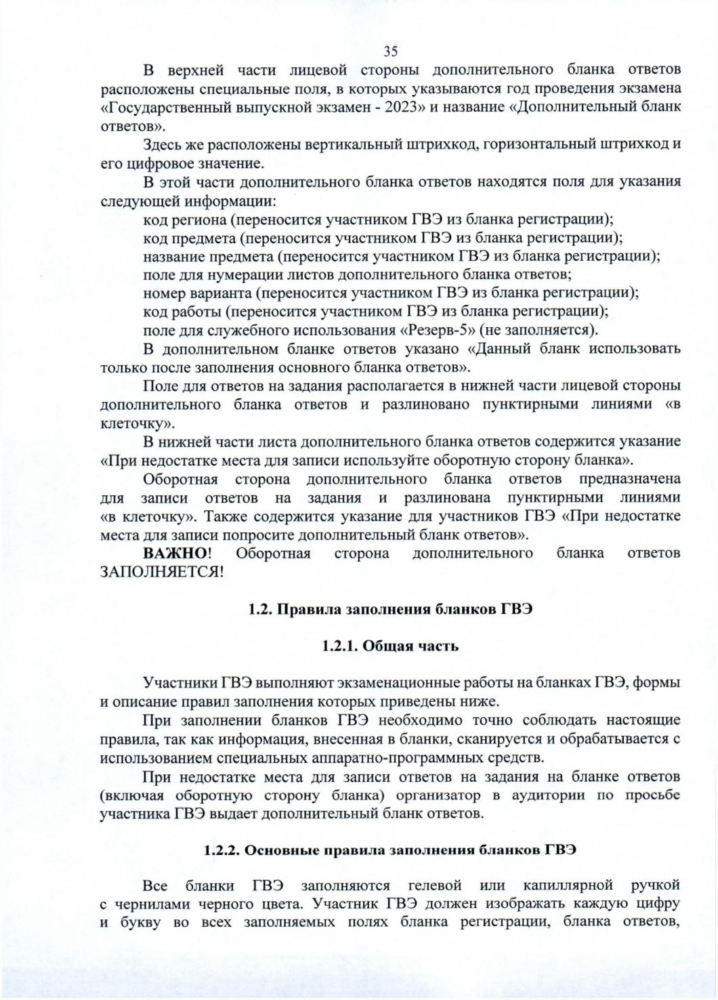 35
В верхней части лицевой стороны дополнительного бланка ответов
расположены специальные поля, в которых указываются год проведения экзамена
«Государственный выпускной экзамен - 2023» и название «Дополнительный бланк
ответов».
Здесь же расположены вертикальный штрихкод, горизонтальный штрихкод и
его цифровое значение.
В этой части дополнительного бланка ответов находятся поля для указания
следующей информации:
код региона (переносится участником ГВЭ из бланка регистрации);
код предмета (переносится участником ГВЭ из бланка регистрации);
название предмета (переносится участником ГВЭ из бланка регистрации);
поле для нумерации листов дополнительного бланка ответов;
номер варианта (переносится участником ГВЭ из бланка регистрации);
код работы (переносится участником ГВЭ из бланка регистрации);
поле для служебного использования «Резерв-5» (не заполняется).
В дополнительном бланке ответов указано «Данный бланк использовать
только после заполнения основного бланка ответов».
Поле для ответов на задания располагается в нижней части лицевой стороны
дополнительного бланка ответов и разлиновано пунктирными линиями «в
клеточку».
В нижней части листа дополнительного бланка ответов содержится указание
«При недостатке места для записи используйте оборотную сторону бланка».
Оборотная сторона дополнительного бланка ответов предназначена
для записи ответов на задания и разлинована пунктирными линиями
«в клеточку». Также содержится указание для участников ГВЭ «При недостатке
места для записи попросите дополнительный бланк ответов».
ВАЖНО! Оборотная сторона дополнительного бланка ответов
ЗАПОЛНЯЕТСЯ!
1.2. Правила заполнения бланков ГВЭ
1.2.1. Общая часть
Участники ГВЭ выполняют экзаменационные работы на бланках ГВЭ, формы
и описание правил заполнения которых приведены ниже.
При заполнении бланков ГВЭ необходимо точно соблюдать настоящие
правила, так как информация, внесенная в бланки, сканируется и обрабатывается с
использованием специальных аппаратно-программных средств.
При недостатке места для записи ответов на задания на бланке ответов
(включая оборотную сторону бланка) организатор в аудитории по просьбе
участника ГВЭ выдает дополнительный бланк ответов.
1.2.2. Основные правила заполнения бланков ГВЭ
Все бланки ГВЭ заполняются гелевой или капиллярной ручкой
с чернилами черного цвета. Участник ГВЭ должен изображать каждую цифру
и букву во всех заполняемых полях бланка регистрации, бланка ответов,